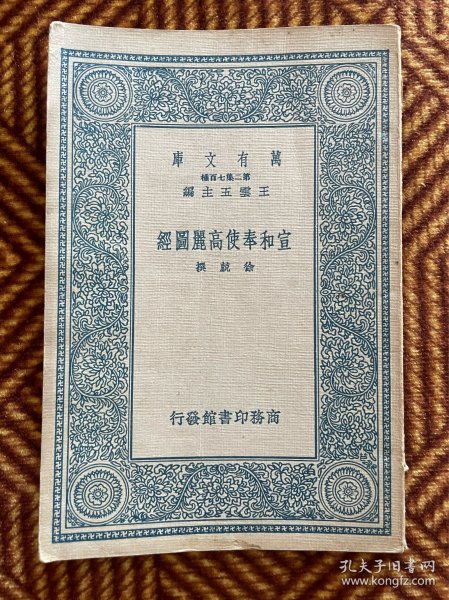 萬有文庫
第二集七百種
王雲五主編
宣和奉使高麗圖經
徐兢撰
商務印書館發行
孔夫子旧书网
www.kongfz.com